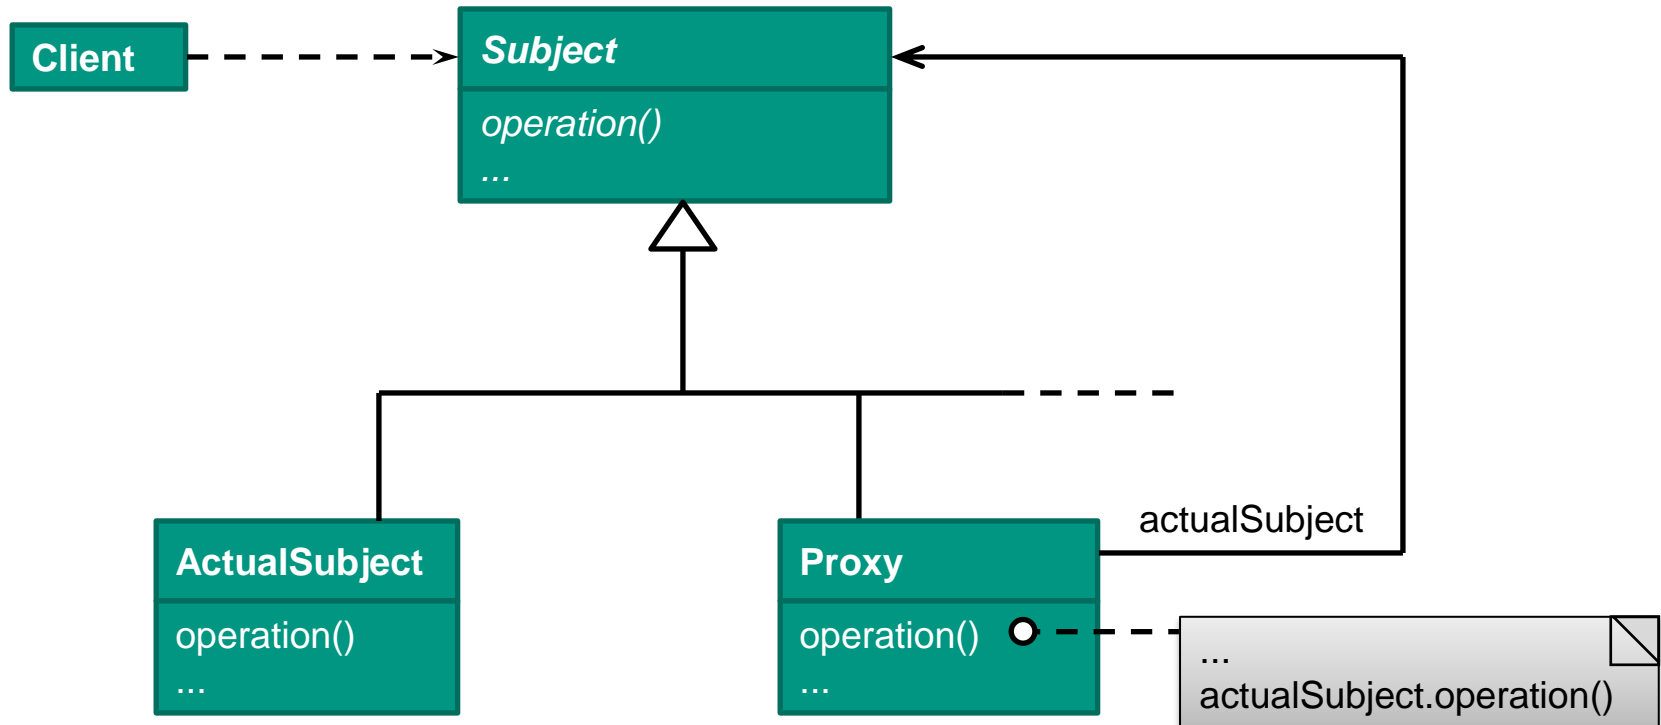 Client
Subject
operation()
...
actualSubject
ActualSubject
operation()
...
Proxy
operation()
...
...
actualSubject.operation()